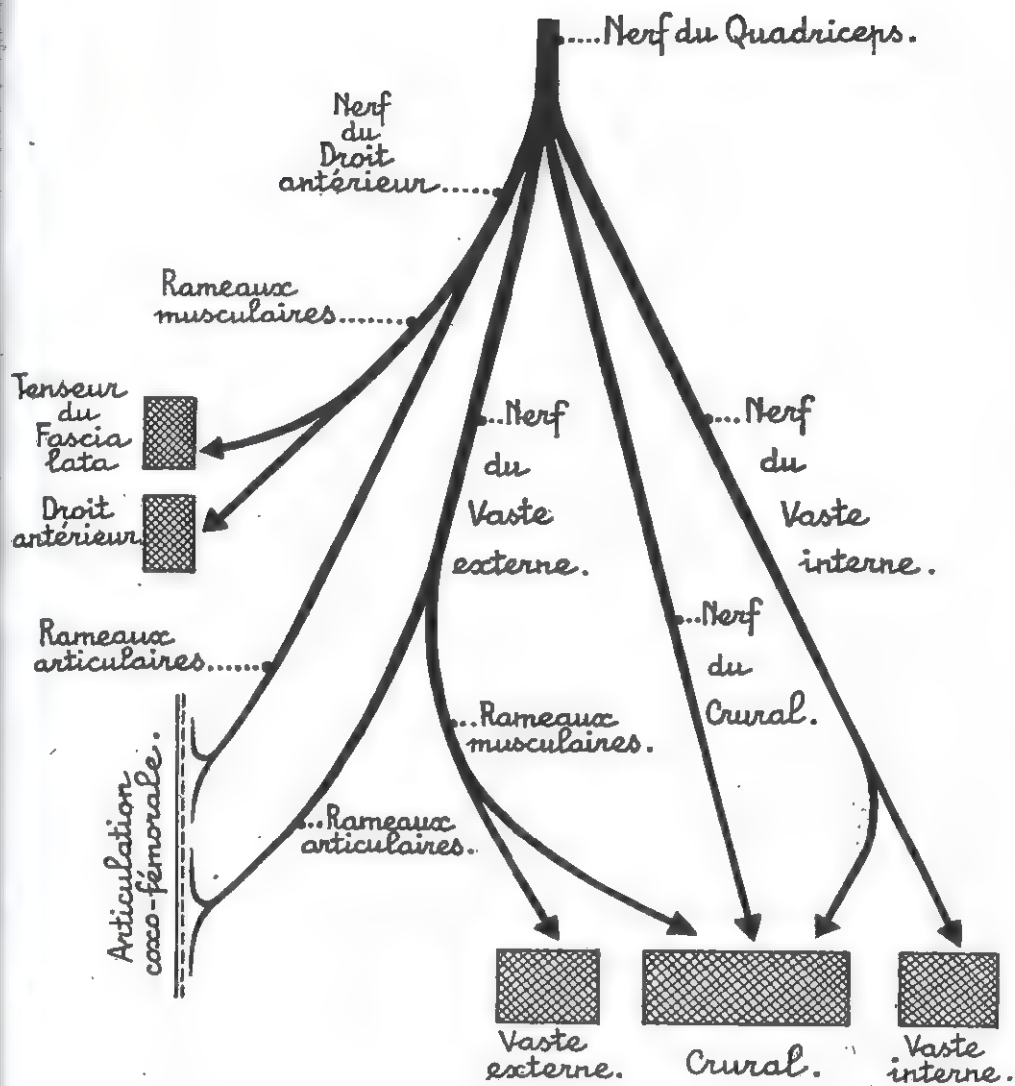 Nerf du Quadriceps.
Nerf
du
Droit
antérieur
Rameaux
musculaires
Tenseur
du
Fascia
lata
Droit
antérieur
Nerf
du
Vaste
externe.
Nerf
du
Vaste
interne.
Nerf
du
Crural.
Rameaux
articulaires
Rameaux
musculaires.
Rameaux
articulaires.
Articulation
coxo-fémorale.
Vaste
externe.
Crural.
Vaste
interne.